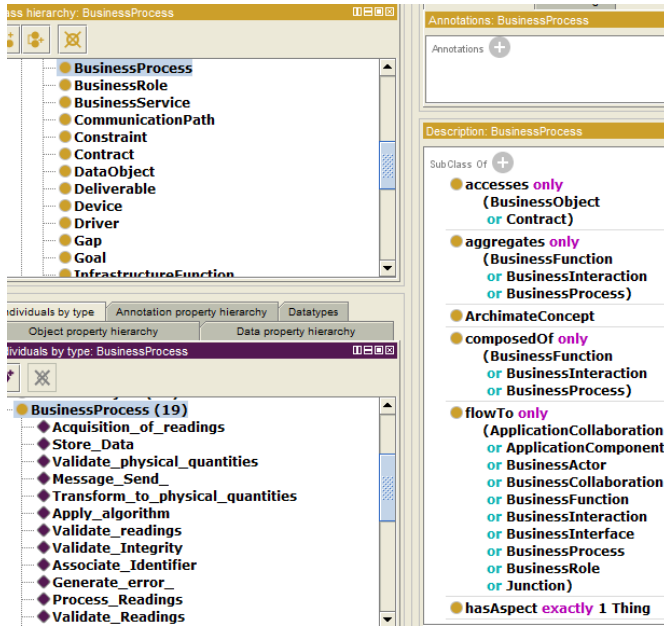 ass hierarchy: BusinessProcess
BusinessProcess
BusinessRole
BusinessService
CommunicationPath
Constraint
Contract
DataObject
Deliverable
Device
Driver
Gap
Goal
InfrastructureFunction
dividuals by type
Annotation property hierarchy
Datatypes
Object property hierarchy
Data property hierarchy
dividuals by type: BusinessProcess
BusinessProcess (19)
Acquisition_of_readings
Store_Data
Validate_physical_quantities
Message_Send_
Transform_to_physical_quantities
Apply_algorithm
Validate_readings
Validate_Integrity
Associate_Identifier
Generate_error_
Process_Readings
Validate_Readings
Annotations: BusinessProcess
Annotations
Description: BusinessProcess
SubClass Of
accesses only
(BusinessObject
or Contract)
aggregates only
(BusinessFunction
or BusinessInteraction
or BusinessProcess)
ArchimateConcept
composedOf only
(BusinessFunction
or BusinessInteraction
or BusinessProcess)
flowTo only
(ApplicationCollaboration
or ApplicationComponent
or BusinessActor
or BusinessCollaboration
or BusinessFunction
or BusinessInteraction
or BusinessInterface
or BusinessProcess
or BusinessRole
or Junction)
hasAspect exactly 1 Thing